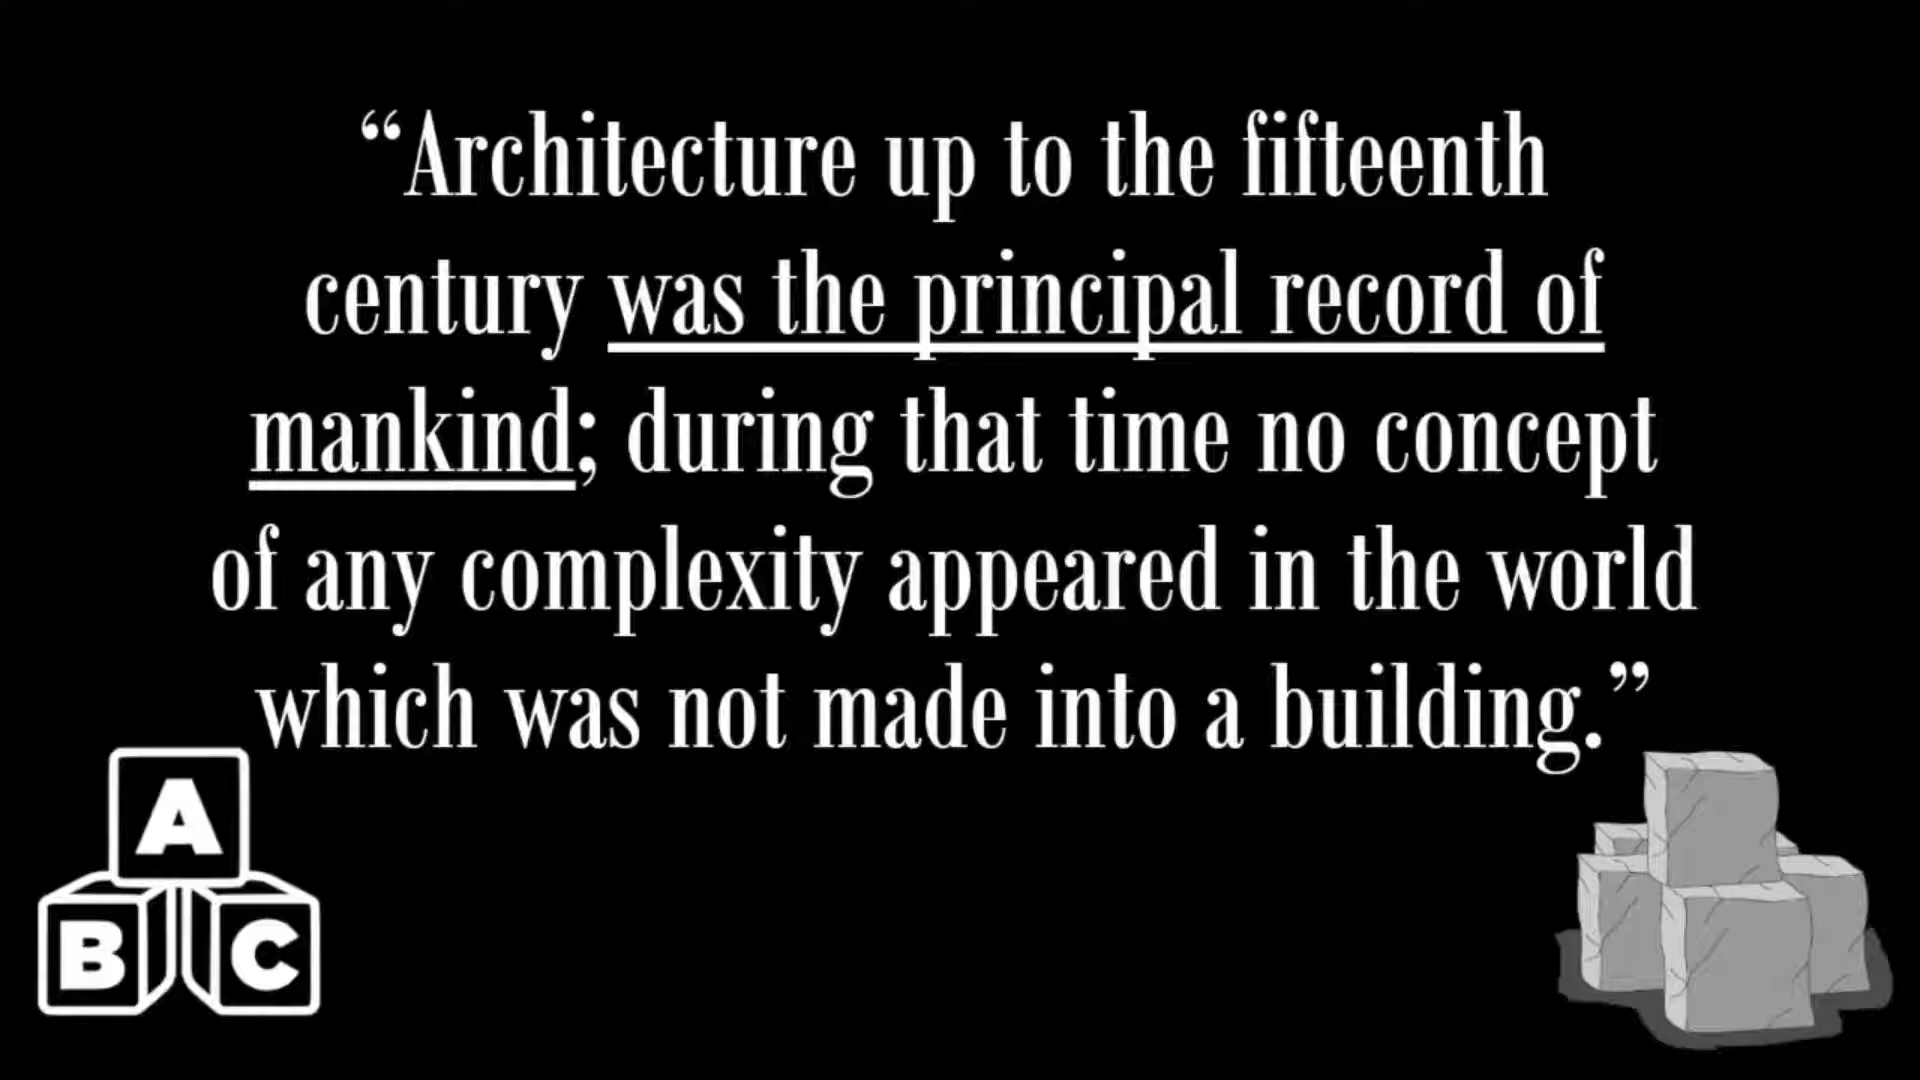 “Architecture up to the fifteenth
century was the principal record of
mankind; during that time no concept
of any complexity appeared in the world
which was not made into a building.”
A
B C